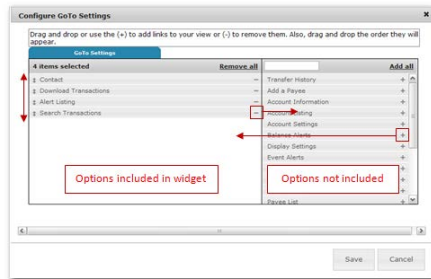 Configure GoTo Settings
Drag and drop or use the (+) to add links to your view or (-) to remove them. Also, drag and drop the order they will
appear.
GoTo Settings
4 items selected Remove all Add all
Contact
Download Transactions
Alert Listing
Search Transactions
Transfer History
Add a Payee
Account Information
Account Listing
Account Settings
Balance Alerts
Display Settings
Event Alerts
Payee List
Options included in widget
Options not included
Save Cancel